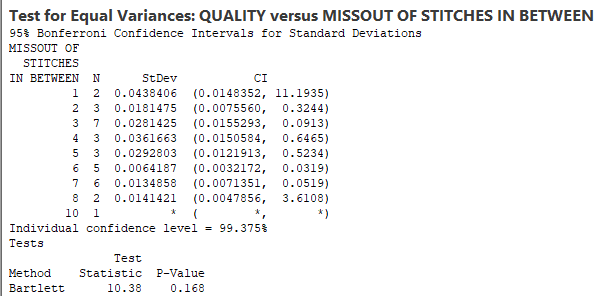 Test for Equal Variances: QUALITY versus MISSOUT OF STITCHES IN BETWEEN
95% Bonferroni Confidence Intervals for Standard Deviations
MISSOUT OF
STITCHES
IN BETWEEN N StDev CI
1 2 0.0438406 (0.0148352, 11.1935)
2 3 0.0181475 (0.0075560, 0.3244)
3 7 0.0281425 (0.0155293, 0.0913)
4 3 0.0361663 (0.0150584, 0.6465)
5 3 0.0292803 (0.0121913, 0.5234)
6 5 0.0064187 (0.0032172, 0.0319)
7 6 0.0134858 (0.0071351, 0.0519)
8 2 0.0141421 (0.0047856, 3.6108)
10 1 * ( *, *)
Individual confidence level = 99.375%
Tests
Test
Method Statistic P-Value
Bartlett 10.38 0.168